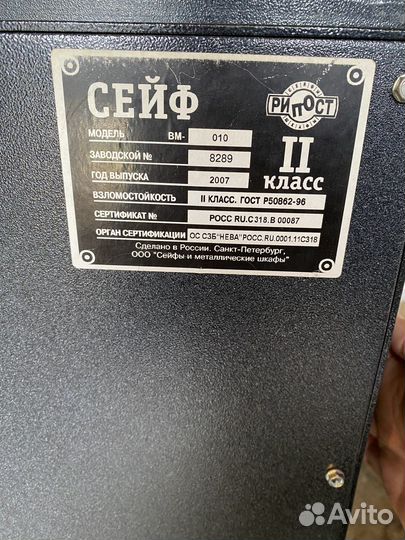 СЕЙФ
РИПОСТ
МОДЕЛЬ ВМ- 010
ЗАВОДСКОЙ № 8289
ГОД ВЫПУСКА 2007
II КЛАСС
ВЗЛОМОСТОЙКОСТЬ II КЛАСС. ГОСТ Р50862-96
СЕРТИФИКАТ № РОСС RU.C318.B 00087
ОРГАН СЕРТИФИКАЦИИ ОС СЗБ"НЕВА"РОСС.RU.0001.11С318
Сделано в России. Санкт-Петербург,
ООО "Сейфы и металлические шкафы"
Avito